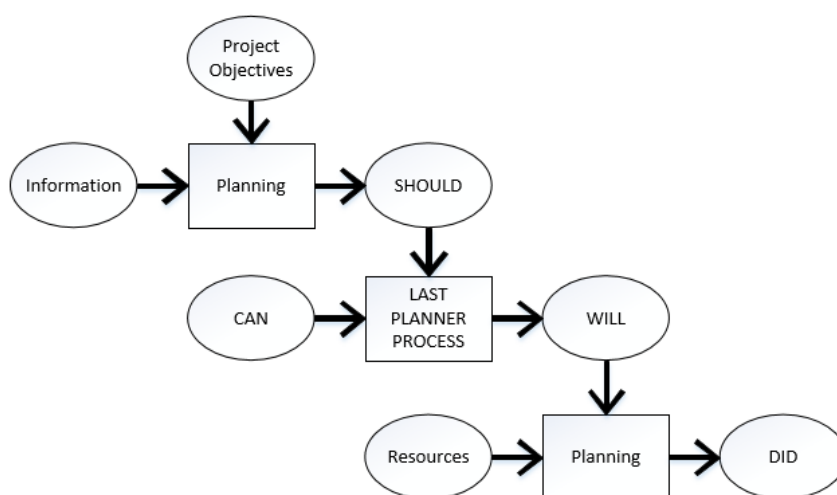 Project
Objectives
Information
Planning
SHOULD
CAN
LAST
PLANNER
PROCESS
WILL
Resources
Planning
DID